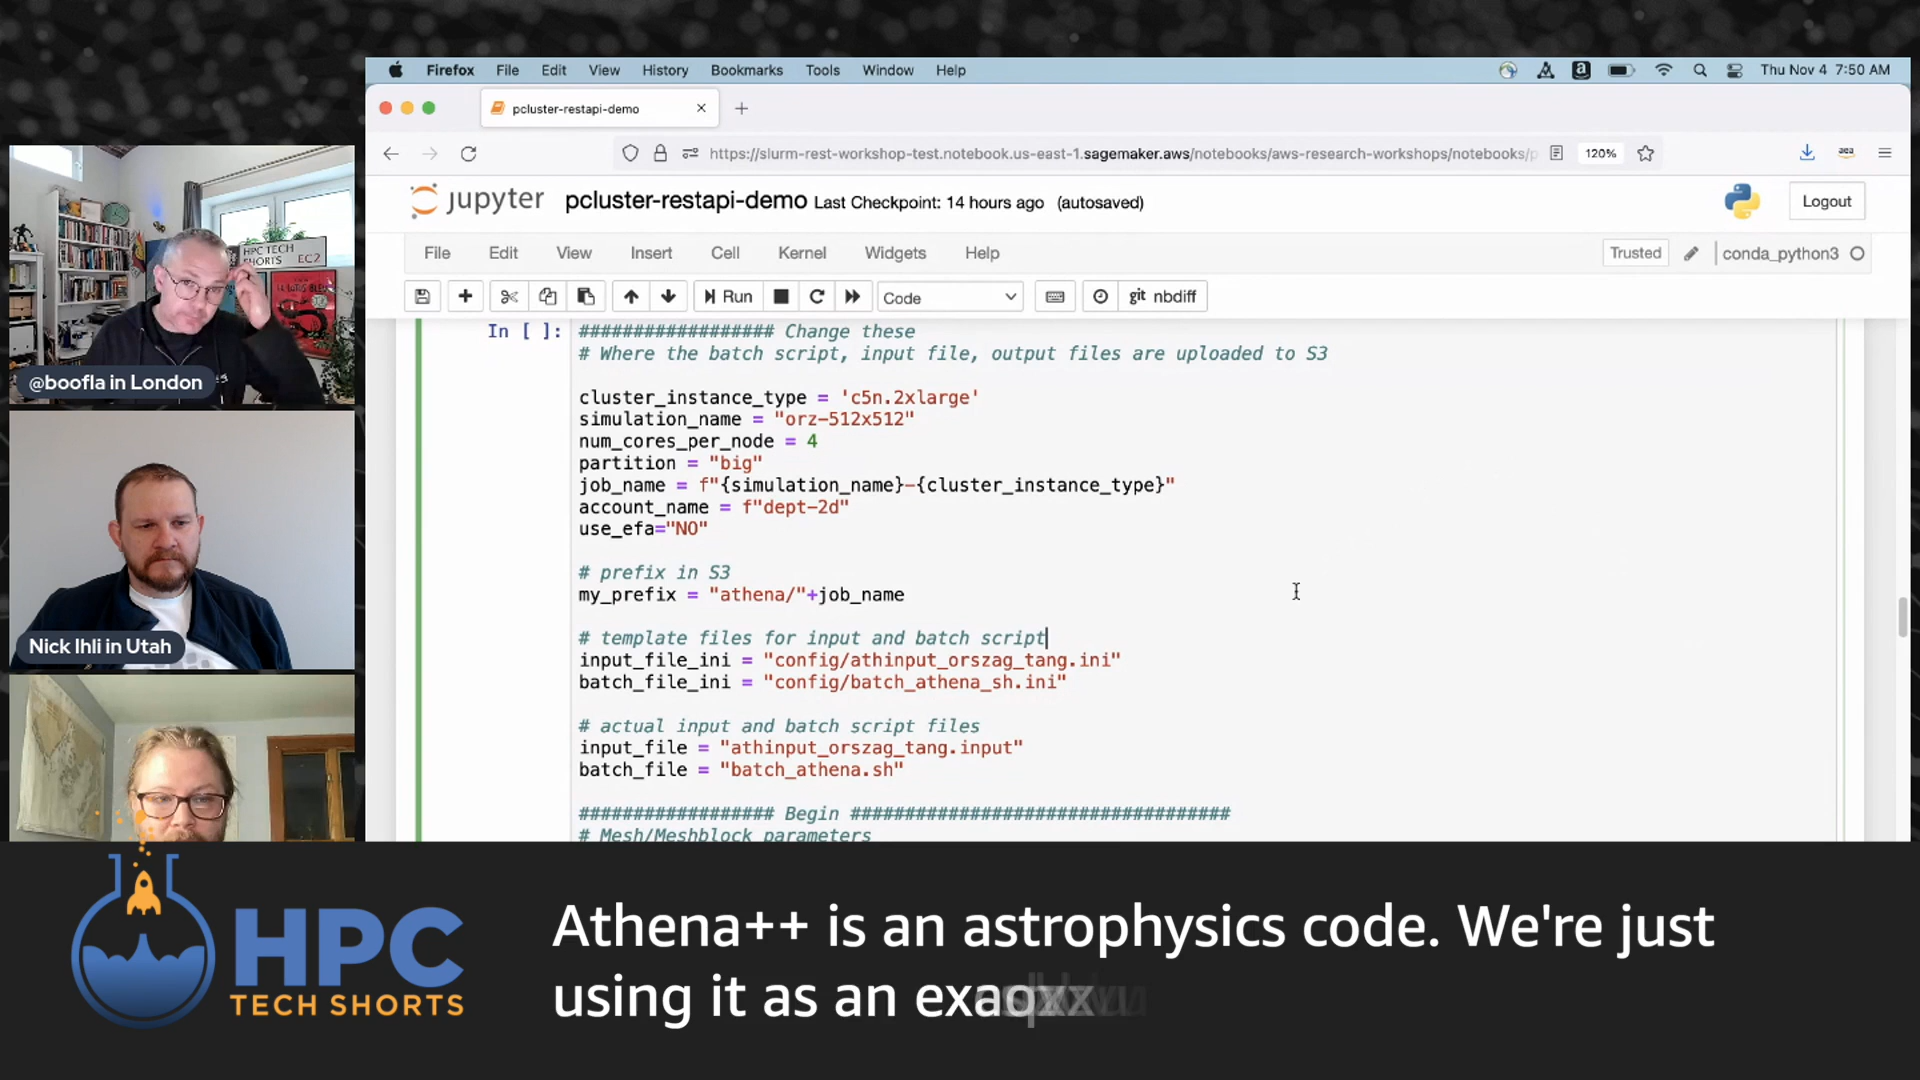 Firefox File Edit View History Bookmarks Tools Window Help
Thu Nov 4 7:50 AM
pcluster-restapi-demo
https://slurm-rest-workshop-test.notebook.us-east-1.sagemaker.aws/notebooks/aws-research-workshops/notebooks/p
120%
jupyter pcluster-restapi-demo Last Checkpoint: 14 hours ago (autosaved)
Logout
File Edit View Insert Cell Kernel Widgets Help
Trusted
conda_python3
Run
Code
git nbdiff
In [ ]:
################## Change these
# Where the batch script, input file, output files are uploaded to S3
cluster_instance_type = 'c5n.2xlarge'
simulation_name = "orz-512x512"
num_cores_per_node = 4
partition = "big"
job_name = f"{simulation_name}-{cluster_instance_type}"
account_name = f"dept-2d"
use_efa="NO"
# prefix in S3
my_prefix = "athena/"+job_name
# template files for input and batch script
input_file_ini = "config/athinput_orszag_tang.ini"
batch_file_ini = "config/batch_athena_sh.ini"
# actual input and batch script files
input_file = "athinput_orszag_tang.input"
batch_file = "batch_athena.sh"
################## Begin ###################################
# Mesh/Meshblock parameters
HPC TECH
SHORTS
EC2
@boofla in London
Nick Ihli in Utah
HPC
TECH SHORTS
Athena++ is an astrophysics code. We're just
using it as an